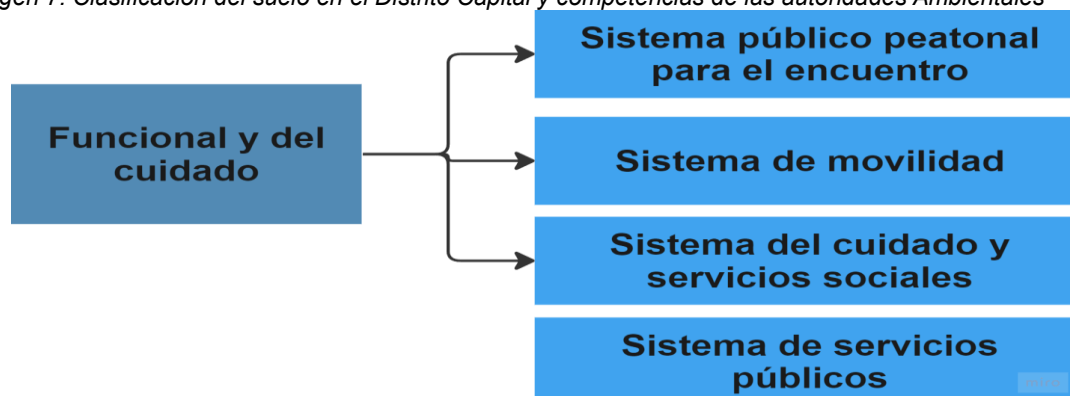 gen 7. Clasificación del suelo en el Distrito Capital y competencias de las autoridades Ambientales
Funcional y del
cuidado
Sistema público peatonal
para el encuentro
Sistema de movilidad
Sistema del cuidado y
servicios sociales
Sistema de servicios
públicos